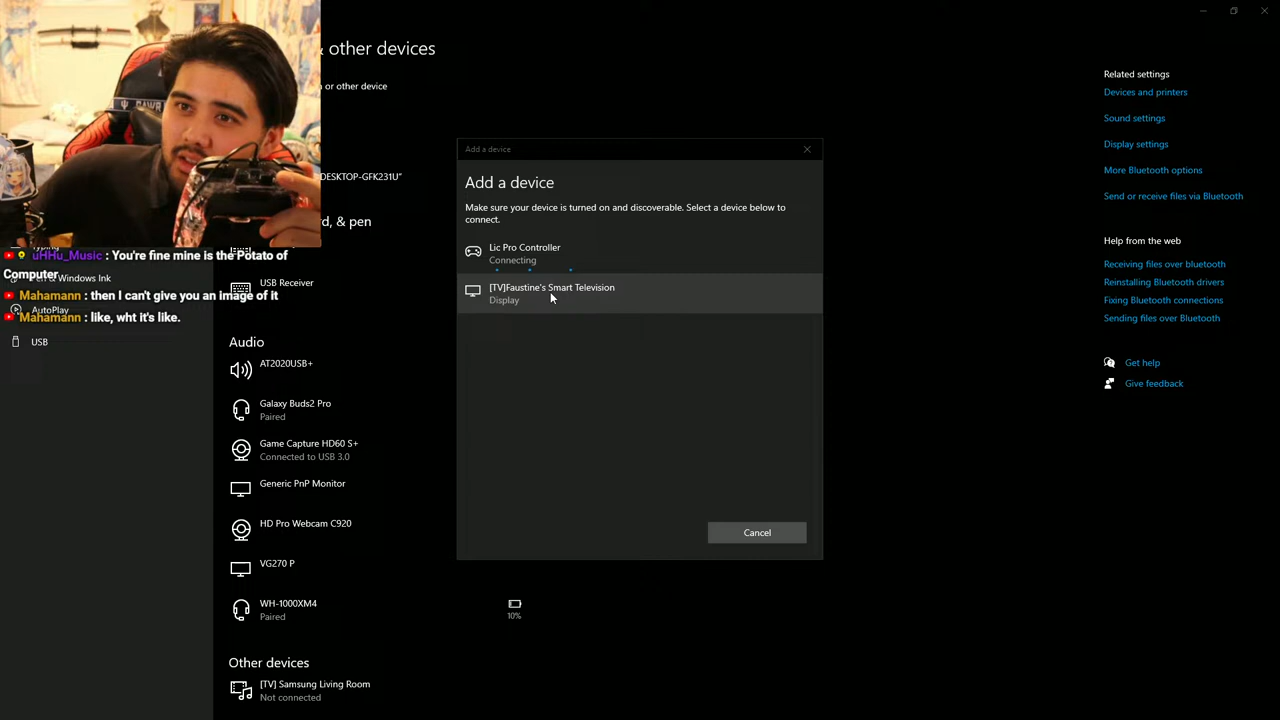 & other devices
n or other device
DESKTOP-GFK231U"
rd, & pen
Typing
uHHu_Music : You're fine mine is the Potato of
Computer
Pen & Windows Ink
Mahamann : then I can't give you an image of it
AutoPlay
Mahamann : like, wht it's like.
USB
USB Receiver
Audio
AT2020USB+
Galaxy Buds2 Pro
Paired
Game Capture HD60 S+
Connected to USB 3.0
Generic PnP Monitor
HD Pro Webcam C920
VG270 P
WH-1000XM4
Paired
10%
Other devices
[TV] Samsung Living Room
Not connected
Add a device
Add a device
Make sure your device is turned on and discoverable. Select a device below to
connect.
Lic Pro Controller
Connecting
[TV]Faustine's Smart Television
Display
Cancel
Related settings
Devices and printers
Sound settings
Display settings
More Bluetooth options
Send or receive files via Bluetooth
Help from the web
Receiving files over bluetooth
Reinstalling Bluetooth drivers
Fixing Bluetooth connections
Sending files over Bluetooth
Get help
Give feedback